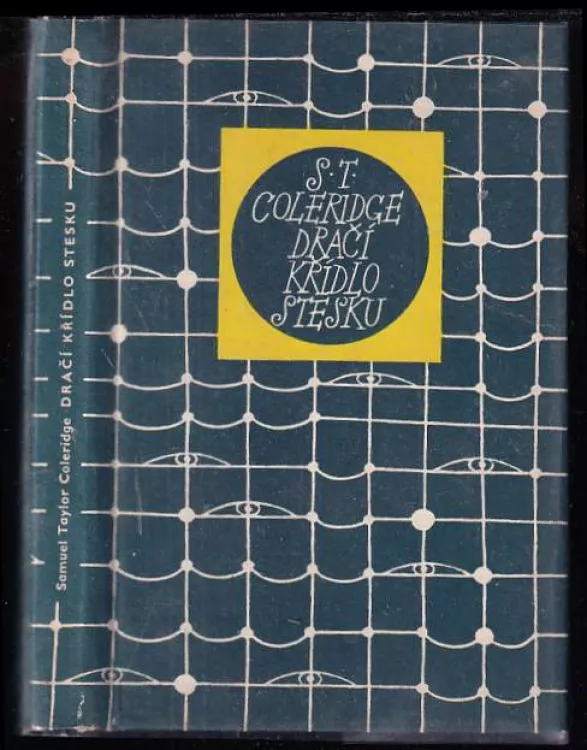 S·T·
COLERIDGE
DRAČÍ
KŘÍDLO
STESKU
Samuel Taylor Coleridge DRAČÍ KŘÍDLO STESKU